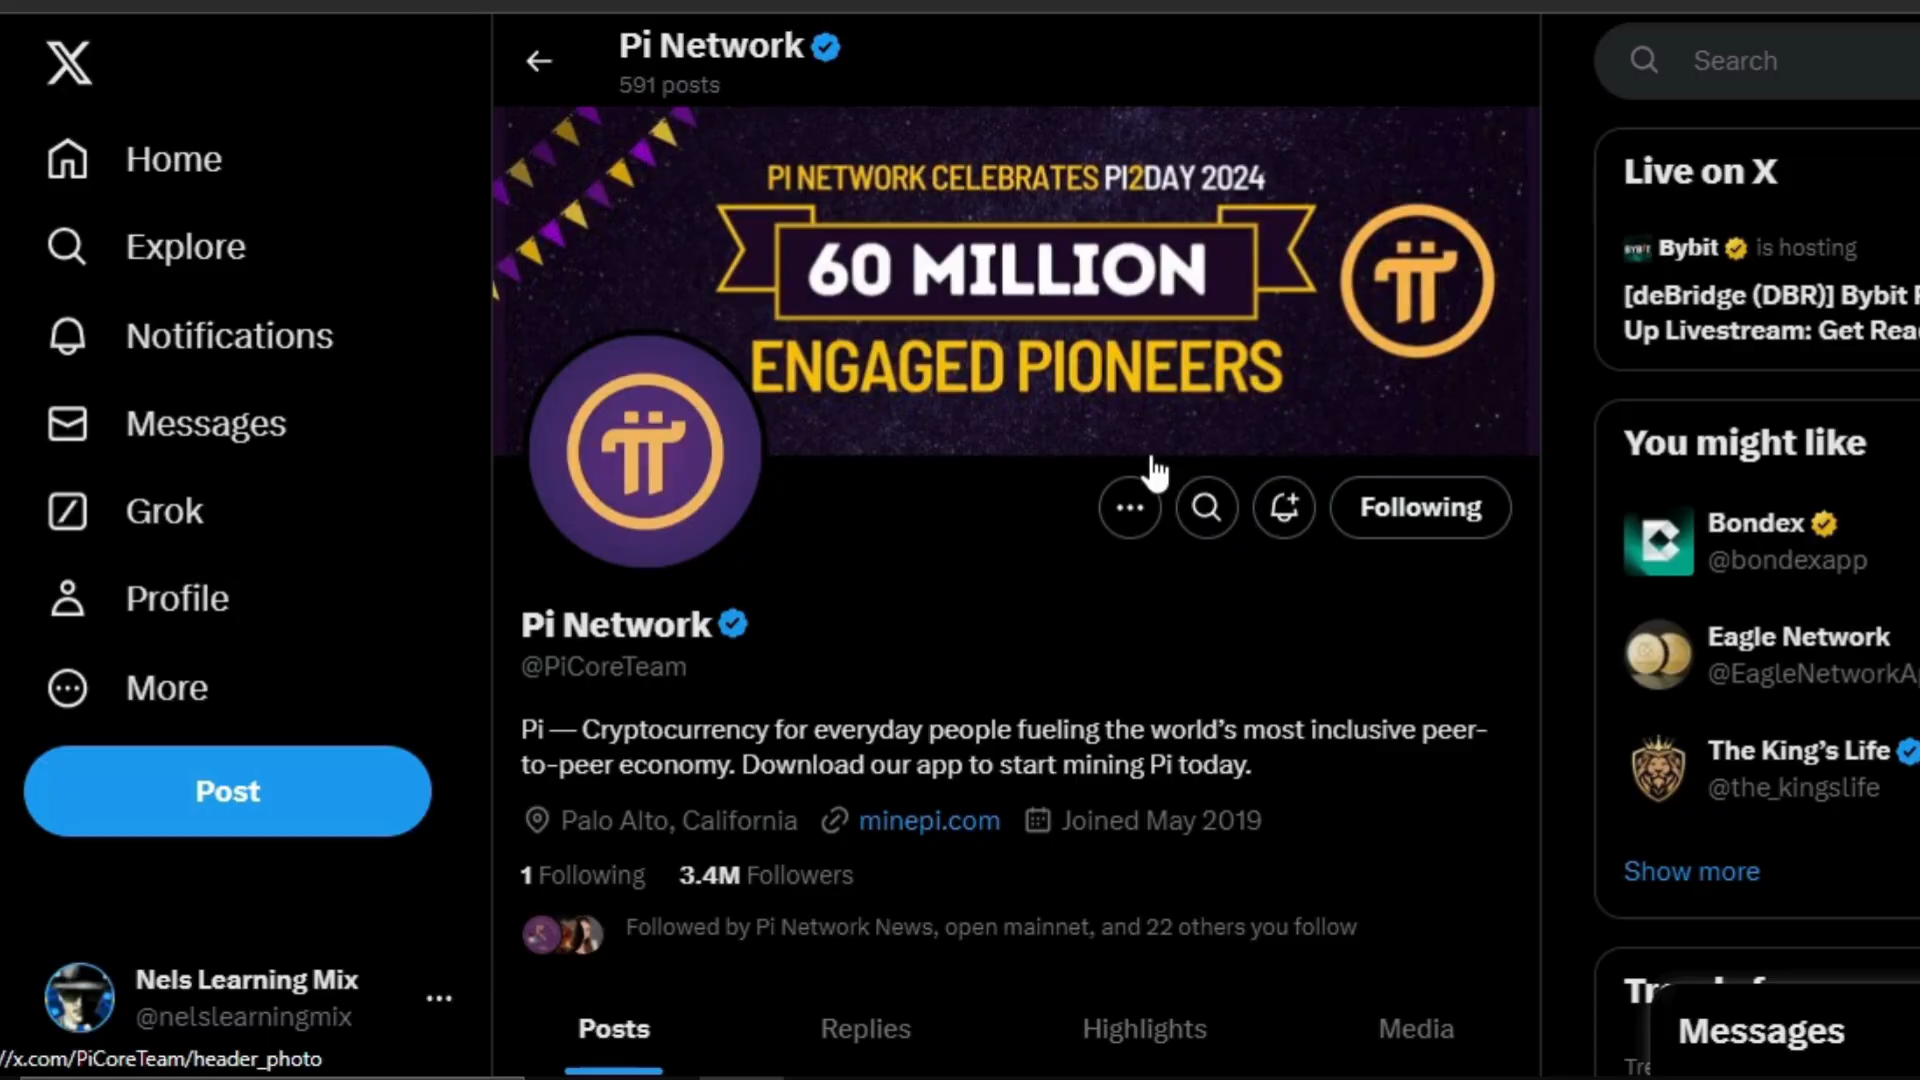 Home
Explore
Notifications
Messages
Grok
Profile
More
Post
Nels Learning Mix
@nelslearningmix
//x.com/PiCoreTeam/header_photo
Pi Network
591 posts
PI NETWORK CELEBRATES PI2DAY 2024
60 MILLION
ENGAGED PIONEERS
Following
Pi Network
@PiCoreTeam
Pi — Cryptocurrency for everyday people fueling the world's most inclusive peer-
to-peer economy. Download our app to start mining Pi today.
Palo Alto, California minepi.com Joined May 2019
1 Following 3.4M Followers
Followed by Pi Network News, open mainnet, and 22 others you follow
Posts Replies Highlights Media
Search
Live on X
Bybit is hosting
[deBridge (DBR)] Bybit
Up Livestream: Get
You might like
Bondex
@bondexapp
Eagle Network
@EagleNetworkA
The King's Life
@the_kingslife
Show more
Messages